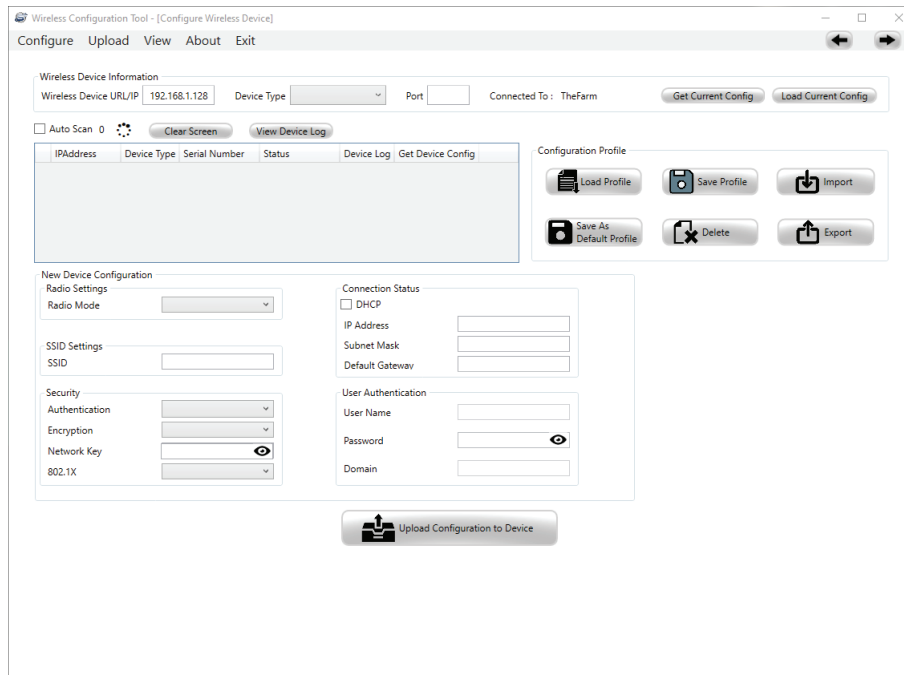 Wireless Configuration Tool - [Configure Wireless Device]
Configure Upload View About Exit
Wireless Device Information
Wireless Device URL/IP 192.168.1.128 Device Type Port Connected To : TheFarm Get Current Config Load Current Config
Auto Scan 0 Clear Screen View Device Log
IPAddress Device Type Serial Number Status Device Log Get Device Config
Configuration Profile
Load Profile Save Profile Import
Save As
Default Profile Delete Export
New Device Configuration
Radio Settings
Radio Mode
SSID Settings
SSID
Security
Authentication
Encryption
Network Key
802.1X
Connection Status
DHCP
IP Address
Subnet Mask
Default Gateway
User Authentication
User Name
Password
Domain
Upload Configuration to Device